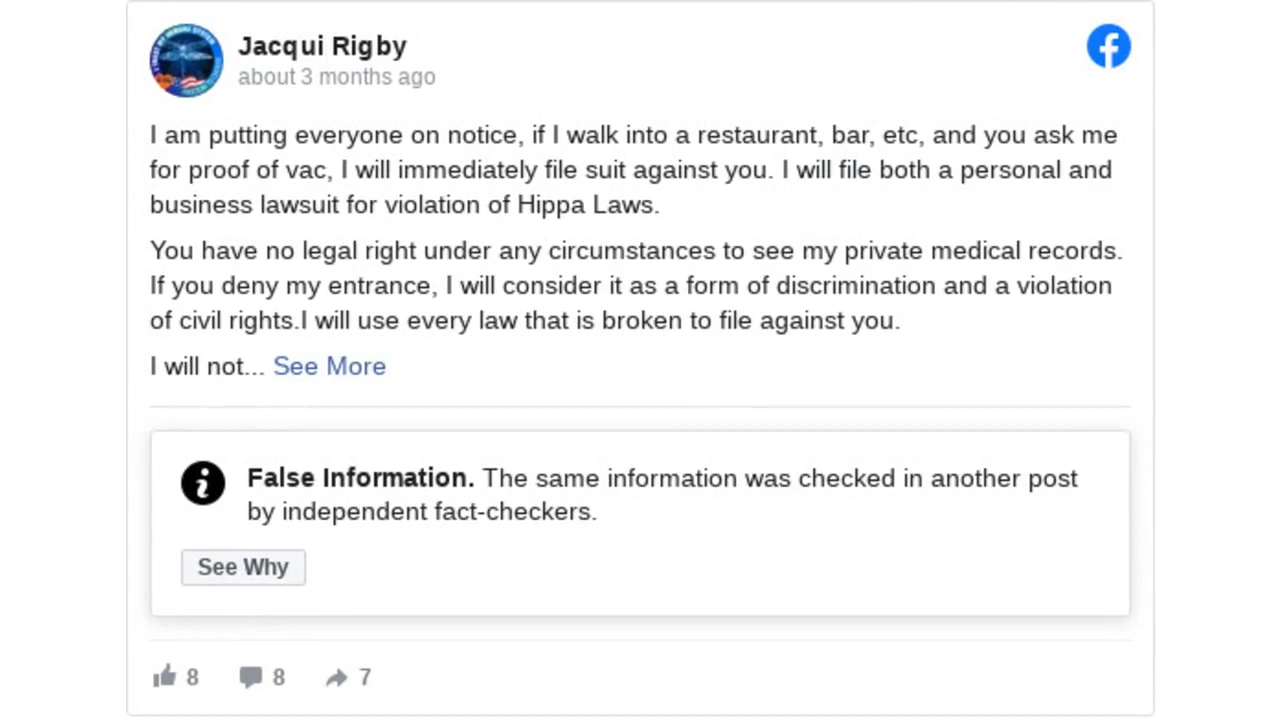 Jacqui Rigby
about 3 months ago
I am putting everyone on notice, if I walk into a restaurant, bar, etc, and you ask me
for proof of vac, I will immediately file suit against you. I will file both a personal and
business lawsuit for violation of Hippa Laws.
You have no legal right under any circumstances to see my private medical records.
If you deny my entrance, I will consider it as a form of discrimination and a violation
of civil rights.I will use every law that is broken to file against you.
I will not... See More
False Information. The same information was checked in another post
by independent fact-checkers.
See Why
8 8 7